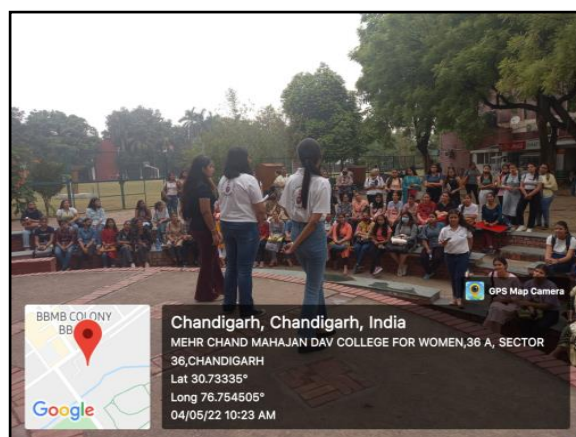 BBMB COLONY
BB
Google
GPS Map Camera
Chandigarh, Chandigarh, India
MEHR CHAND MAHAJAN DAV COLLEGE FOR WOMEN,36 A, SECTOR
36,CHANDIGARH
Lat 30.73335°
Long 76.754505°
04/05/22 10:23 AM